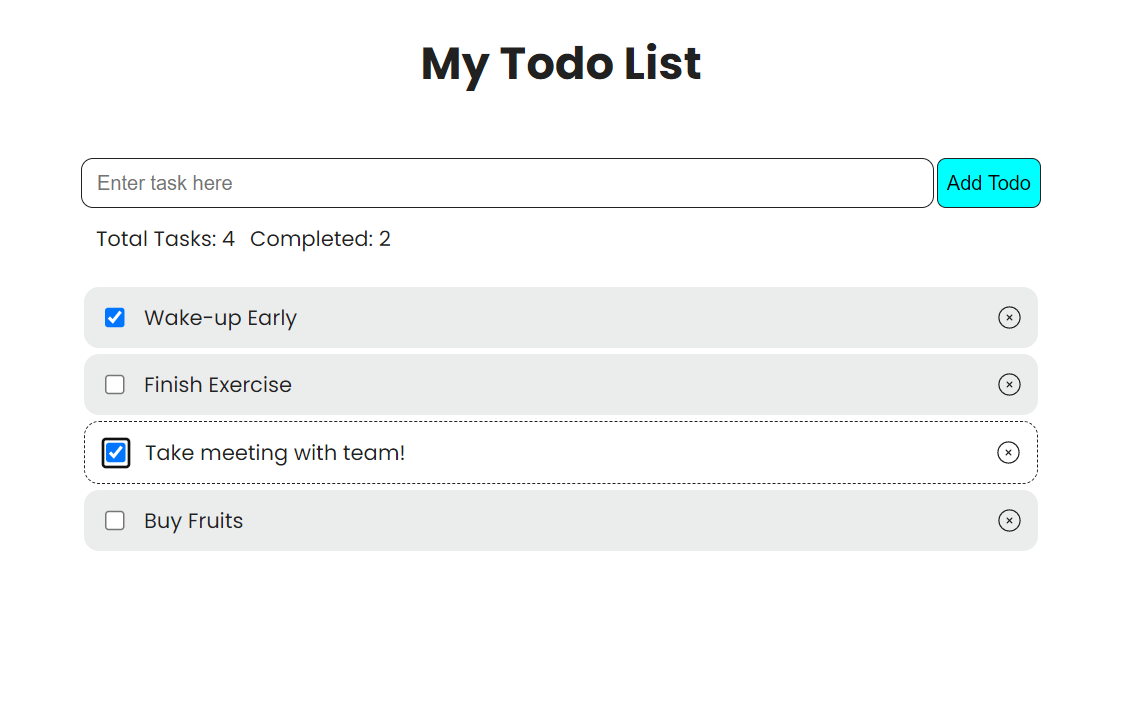 My Todo List
Enter task here Add Todo
Total Tasks: 4 Completed: 2
Wake-up Early
Finish Exercise
Take meeting with team!
Buy Fruits